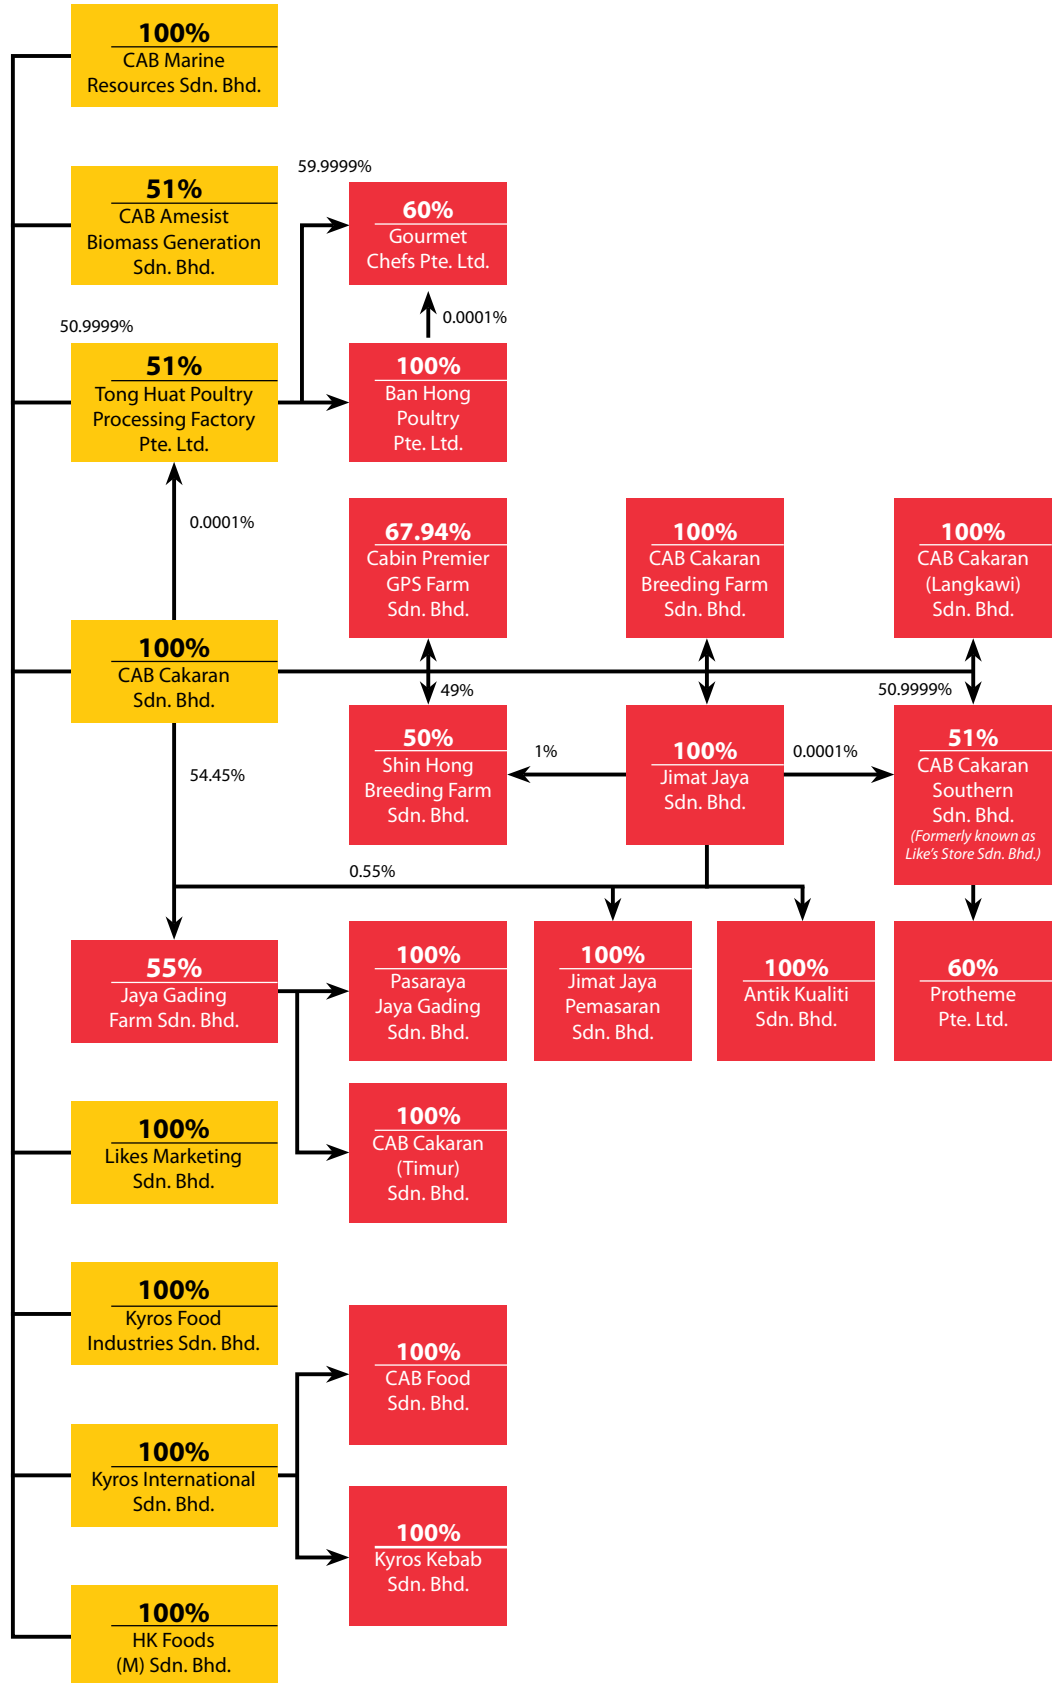 100%
CAB Marine
Resources Sdn. Bhd.
51%
CAB Amesist
Biomass Generation
Sdn. Bhd.
59.9999%
60%
Gourmet
Chefs Pte. Ltd.
0.0001%
50.9999%
51%
Tong Huat Poultry
Processing Factory
Pte. Ltd.
100%
Ban Hong
Poultry
Pte. Ltd.
0.0001%
67.94%
Cabin Premier
GPS Farm
Sdn. Bhd.
100%
CAB Cakaran
Breeding Farm
Sdn. Bhd.
100%
CAB Cakaran
(Langkawi)
Sdn. Bhd.
100%
CAB Cakaran
Sdn. Bhd.
49%
50.9999%
54.45%
50%
Shin Hong
Breeding Farm
Sdn. Bhd.
1%
100%
Jimat Jaya
Sdn. Bhd.
0.0001%
51%
CAB Cakaran
Southern
Sdn. Bhd.
(Formerly known as
Like's Store Sdn. Bhd.)
0.55%
55%
Jaya Gading
Farm Sdn. Bhd.
100%
Pasaraya
Jaya Gading
Sdn. Bhd.
100%
Jimat Jaya
Pemasaran
Sdn. Bhd.
100%
Antik Kualiti
Sdn. Bhd.
60%
Protheme
Pte. Ltd.
100%
Likes Marketing
Sdn. Bhd.
100%
CAB Cakaran
(Timur)
Sdn. Bhd.
100%
Kyros Food
Industries Sdn. Bhd.
100%
CAB Food
Sdn. Bhd.
100%
Kyros International
Sdn. Bhd.
100%
Kyros Kebab
Sdn. Bhd.
100%
HK Foods
(M) Sdn. Bhd.